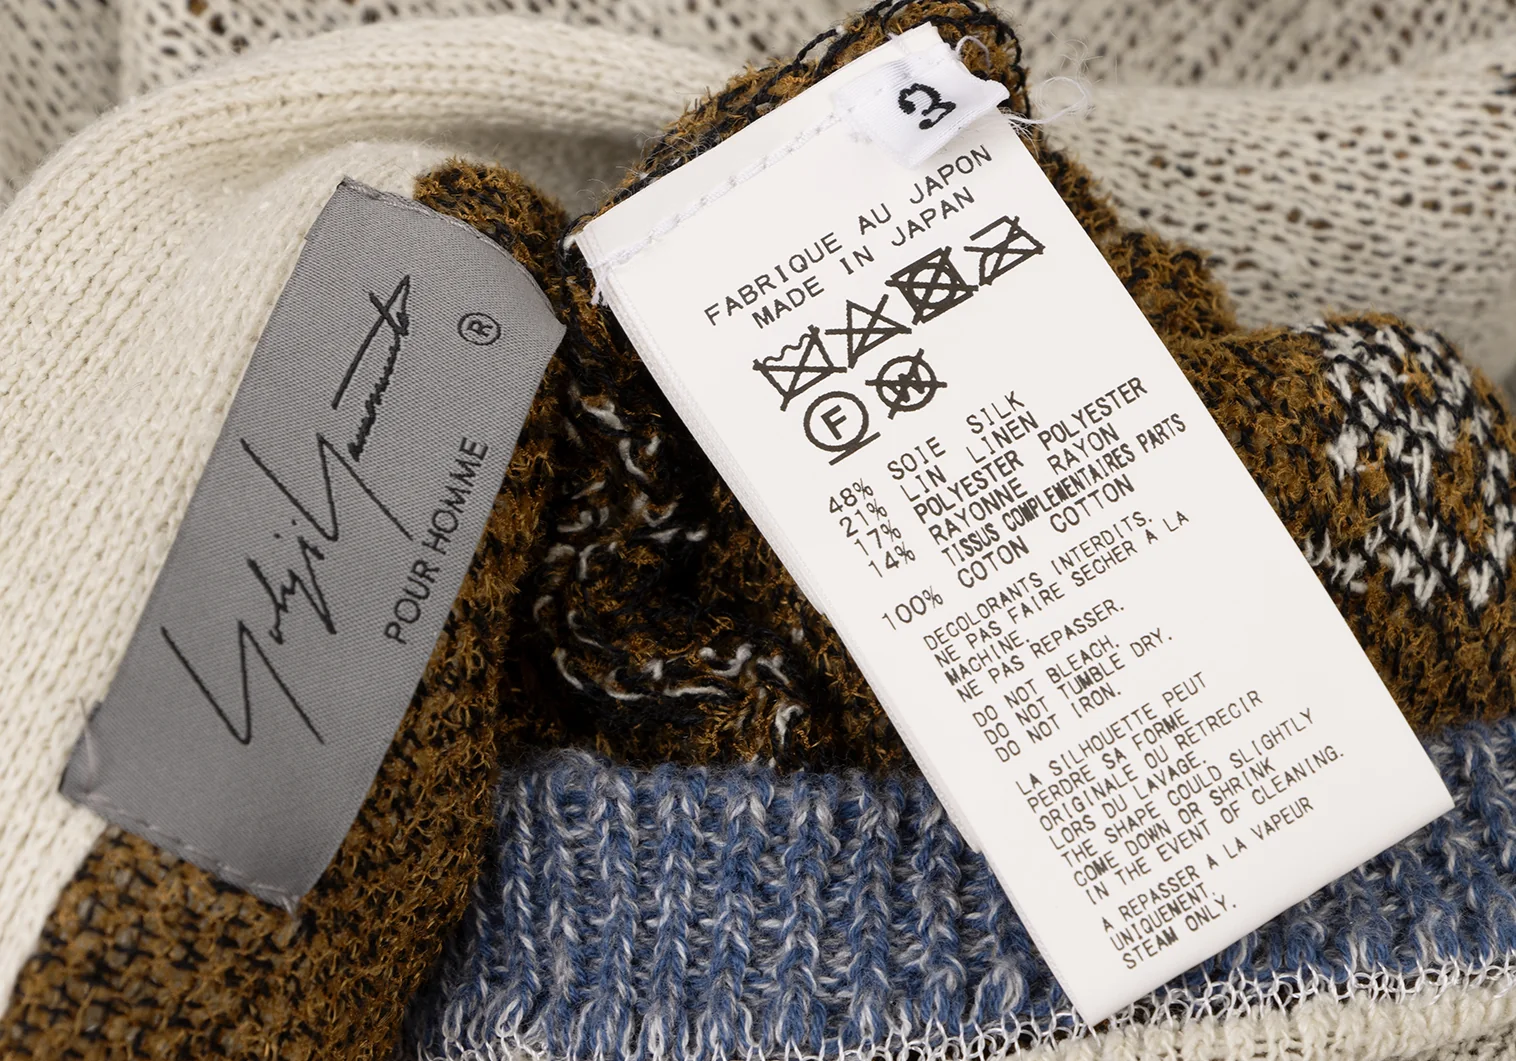 Yohji Yamamoto
®
POUR HOMME
3
FABRIQUE AU JAPON
MADE IN JAPAN
F
W
48% SOIE SILK
21% LIN LINEN
17% POLYESTER POLYESTER
14% RAYONNE RAYON
TISSUS COMPLEMENTAIRES PARTS
100% COTON COTTON
DECOLORANTS INTERDITS.
NE PAS FAIRE SECHER A LA
MACHINE.
NE PAS REPASSER.
DO NOT BLEACH.
DO NOT TUMBLE DRY.
DO NOT IRON.
LA SILHOUETTE PEUT
PERDRE SA FORME
ORIGINALE OU RETRECIR
LORS DU LAVAGE.
THE SHAPE COULD SLIGHTLY
COME DOWN OR SHRINK
IN THE EVENT OF CLEANING.
A REPASSER A LA VAPEUR
UNIQUEMENT.
STEAM ONLY.